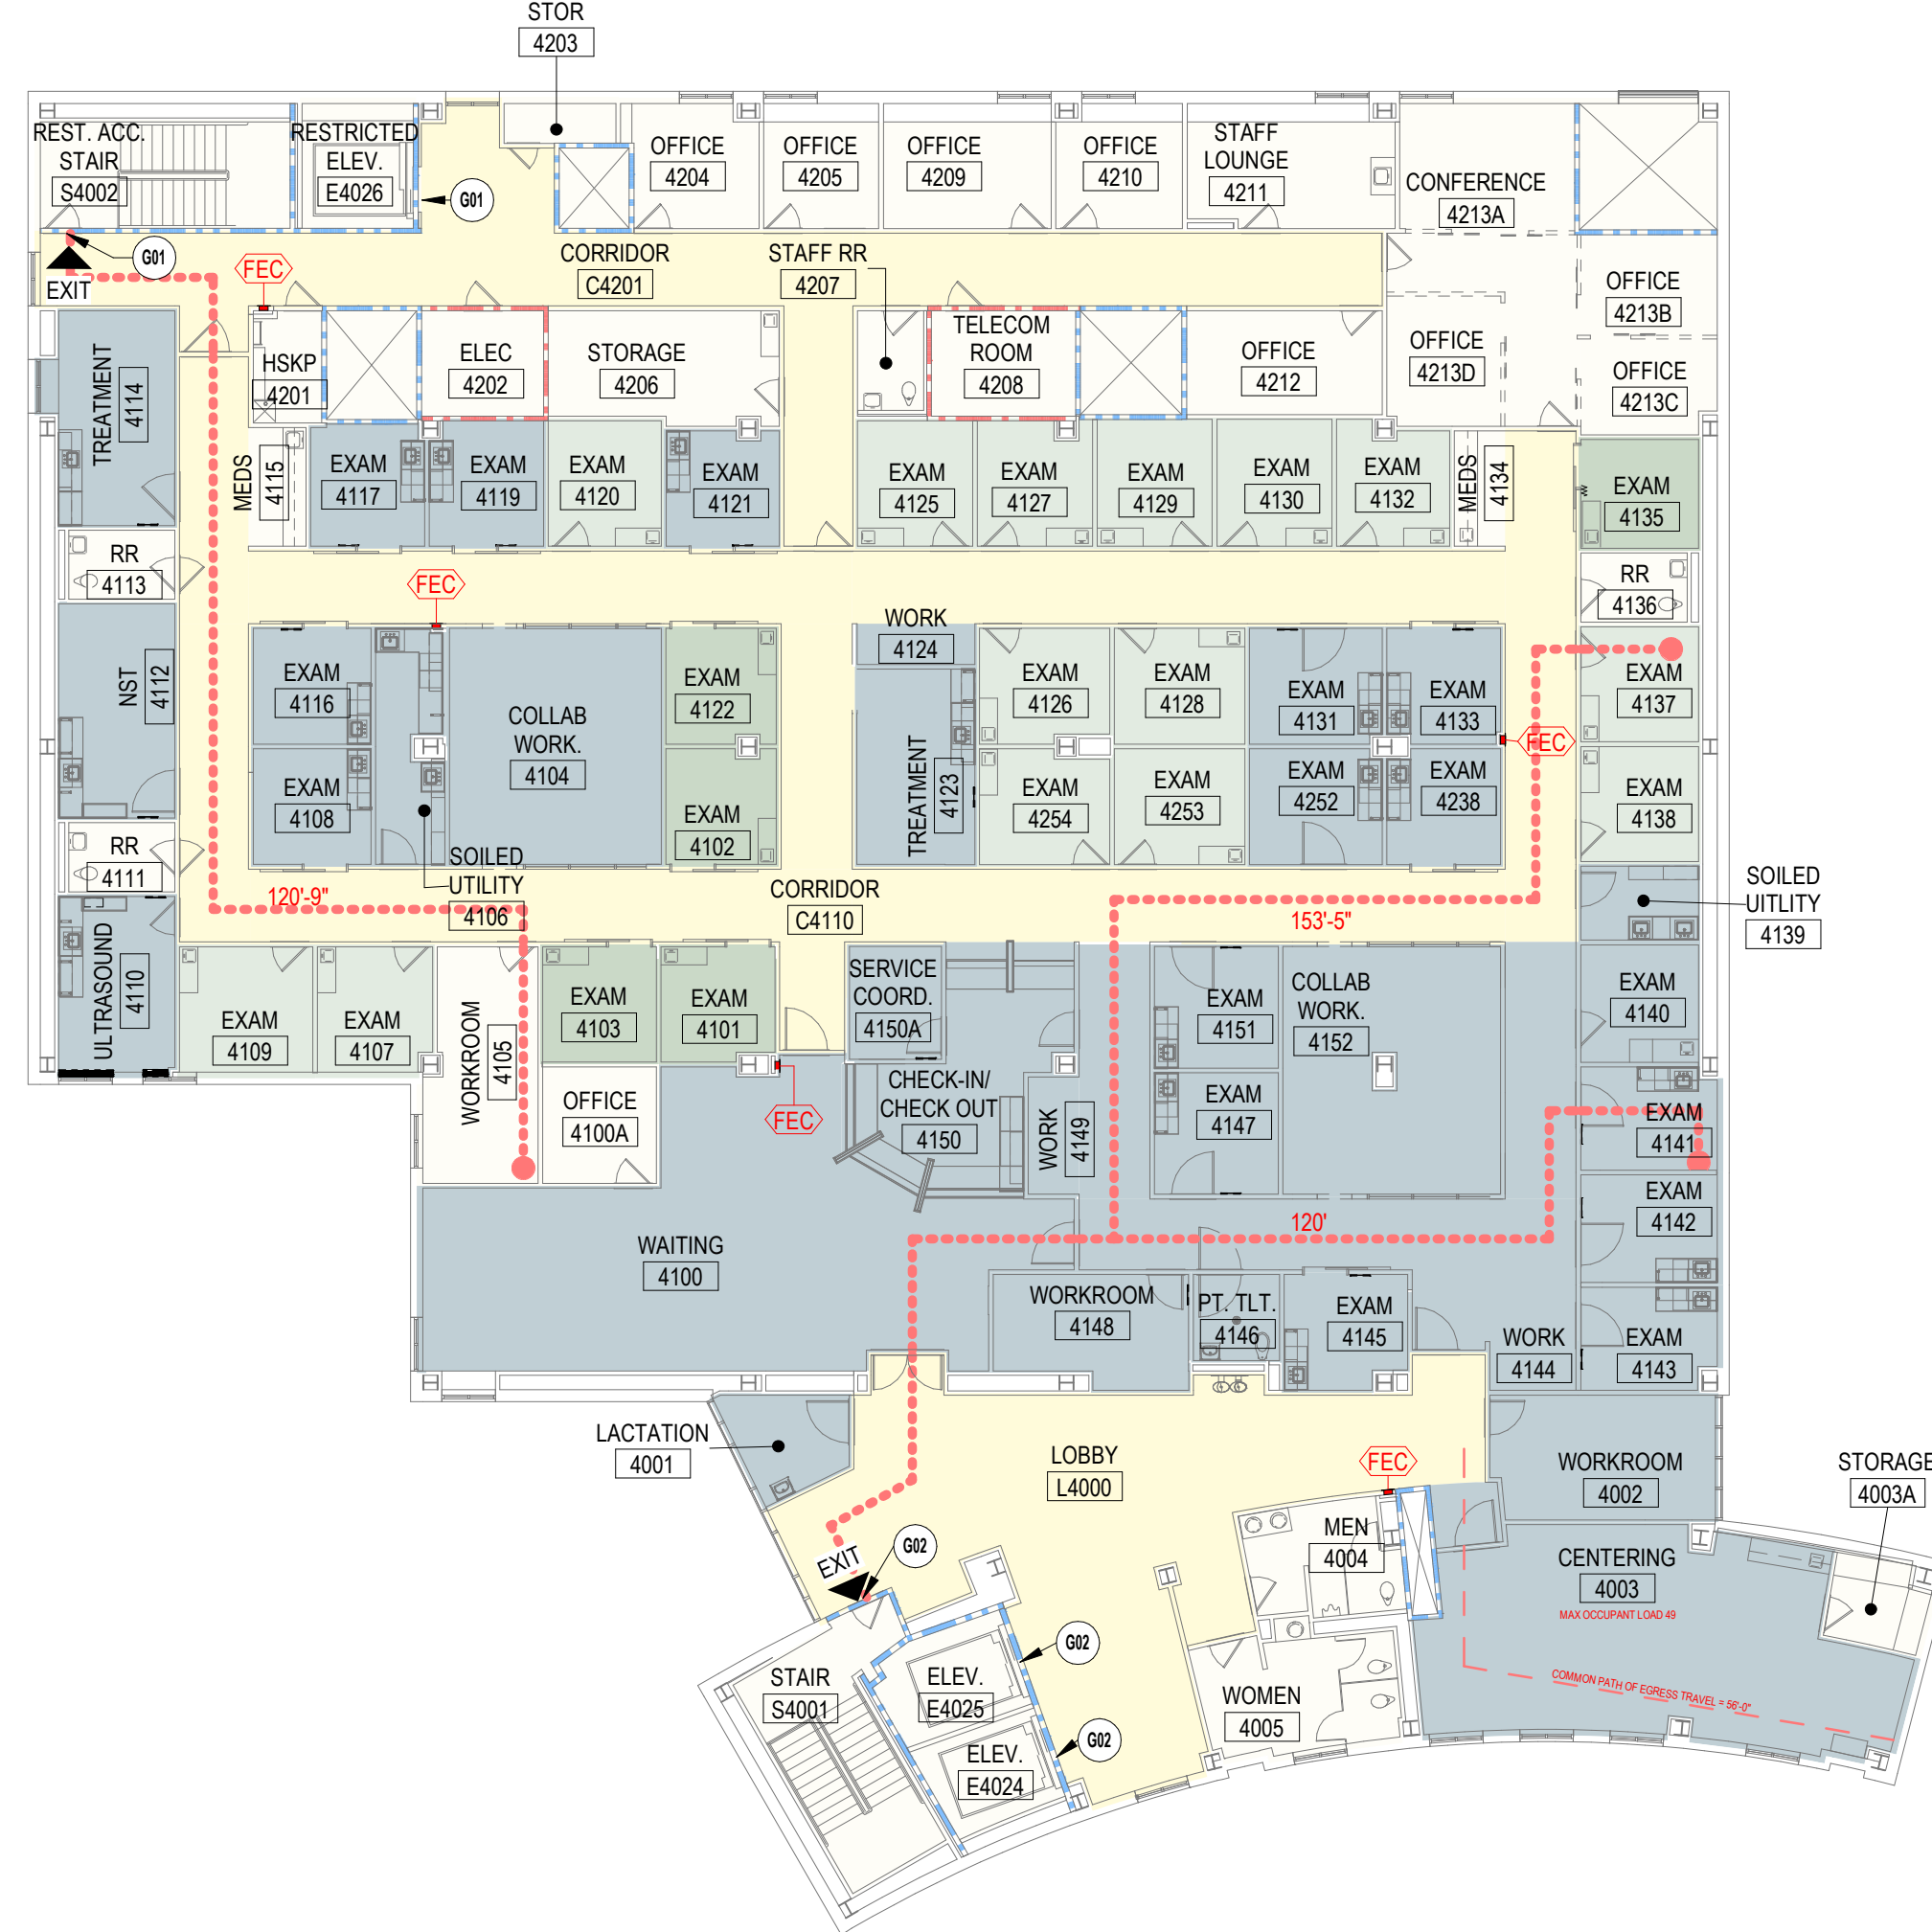 STOR
4203
REST. ACC.
STAIR
S4002
RESTRICTED
ELEV.
E4026
G01
G01
EXIT
FEC
OFFICE
4204
OFFICE
4205
OFFICE
4209
OFFICE
4210
STAFF
LOUNGE
4211
CONFERENCE
4213A
CORRIDOR
C4201
STAFF RR
4207
OFFICE
4213B
OFFICE
4213D
OFFICE
4213C
TREATMENT
4114
HSKP
4201
ELEC
4202
STORAGE
4206
TELECOM
ROOM
4208
OFFICE
4212
MEDS
4115
EXAM
4117
EXAM
4119
EXAM
4120
EXAM
4121
EXAM
4125
EXAM
4127
EXAM
4129
EXAM
4130
EXAM
4132
MEDS
4134
EXAM
4135
RR
4113
FEC
RR
4136
NST
4112
EXAM
4116
COLLAB
WORK.
4104
EXAM
4122
WORK
4124
EXAM
4126
EXAM
4128
EXAM
4131
EXAM
4133
EXAM
4137
FEC
EXAM
4108
EXAM
4102
TREATMENT
4123
EXAM
4254
EXAM
4253
EXAM
4252
EXAM
4238
EXAM
4138
RR
4111
SOILED
UTILITY
4106
120'-9"
CORRIDOR
C4110
153'-5"
SOILED
UITLITY
4139
ULTRASOUND
4110
EXAM
4109
EXAM
4107
WORKROOM
4105
EXAM
4103
EXAM
4101
SERVICE
COORD.
4150A
EXAM
4151
COLLAB
WORK.
4152
EXAM
4140
OFFICE
4100A
FEC
CHECK-IN/
CHECK OUT
4150
WORK
4149
EXAM
4147
EXAM
4141
EXAM
4142
WAITING
4100
120'
WORKROOM
4148
PT. TLT.
4146
EXAM
4145
WORK
4144
EXAM
4143
LACTATION
4001
LOBBY
L4000
FEC
WORKROOM
4002
STORAGE
4003A
EXIT
G02
MEN
4004
CENTERING
4003
MAX OCCUPANT LOAD 49
G02
STAIR
S4001
ELEV.
E4025
WOMEN
4005
COMMON PATH OF EGRESS TRAVEL = 56'-0"
G02
ELEV.
E4024